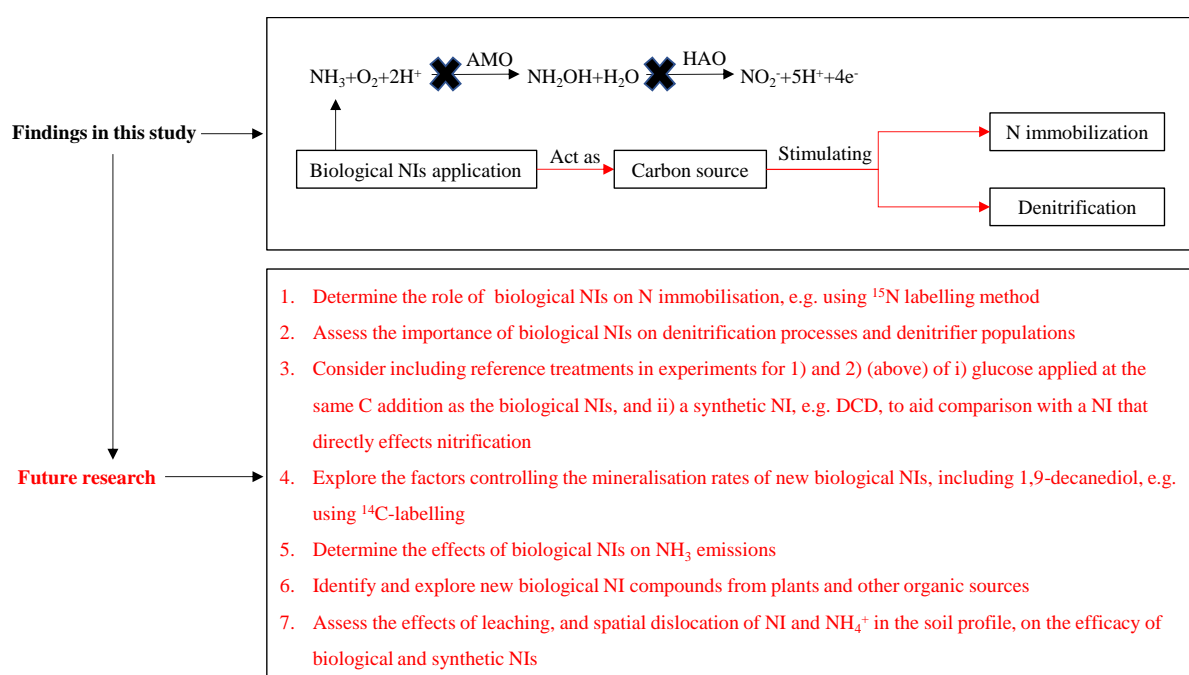 AMO
HAO
NH₃+O₂+2H⁺
NH₂OH+H₂O
NO₂⁻+5H⁺+4e⁻
Findings in this study
N immobilization
Biological NIs application
Act as
Carbon source
Stimulating
Denitrification
1. Determine the role of biological NIs on N immobilisation, e.g. using ¹⁵N labelling method
2. Assess the importance of biological NIs on denitrification processes and denitrifier populations
3. Consider including reference treatments in experiments for 1) and 2) (above) of i) glucose applied at the
same C addition as the biological NIs, and ii) a synthetic NI, e.g. DCD, to aid comparison with a NI that
directly effects nitrification
Future research
4. Explore the factors controlling the mineralisation rates of new biological NIs, including 1,9-decanediol, e.g.
using ¹⁴C-labelling
5. Determine the effects of biological NIs on NH₃ emissions
6. Identify and explore new biological NI compounds from plants and other organic sources
7. Assess the effects of leaching, and spatial dislocation of NI and NH₄⁺ in the soil profile, on the efficacy of
biological and synthetic NIs